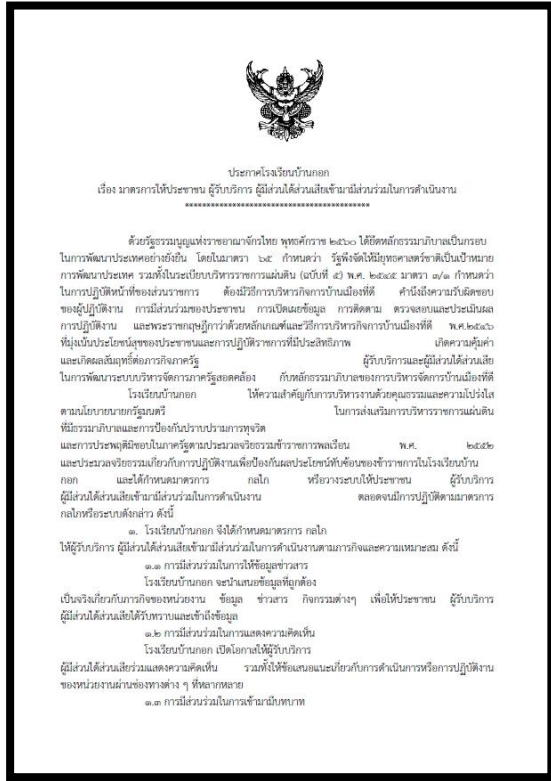 ประกาศโรงเรียนบ้านกอก
เรื่อง มาตรการให้ประชาชน ผู้รับบริการ ผู้มีส่วนได้ส่วนเสียเข้ามามีส่วนร่วมในการดำเนินงาน
*******************************************
ด้วยรัฐธรรมนูญแห่งราชอาณาจักรไทย พุทธศักราช ๒๕๖๐ ได้ยึดหลักธรรมาภิบาลเป็นกรอบ
ในการพัฒนาประเทศอย่างยั่งยืน โดยในมาตรา ๖๕ กำหนดว่า รัฐพึงจัดให้มียุทธศาสตร์ชาติเป็นเป้าหมาย
การพัฒนาประเทศ รวมทั้งในระเบียบบริหารราชการแผ่นดิน (ฉบับที่ ๕) พ.ศ. ๒๕๔๕ มาตรา ๓/๑ กำหนดว่า
ในการปฏิบัติหน้าที่ของส่วนราชการ ต้องมีวิธีการบริหารกิจการบ้านเมืองที่ดี คำนึงถึงความรับผิดชอบ
ของผู้ปฏิบัติงาน การมีส่วนร่วมของประชาชน การเปิดเผยข้อมูล การติดตาม ตรวจสอบและประเมินผล
การปฏิบัติงาน และพระราชกฤษฎีกาว่าด้วยหลักเกณฑ์และวิธีการบริหารกิจการบ้านเมืองที่ดี พ.ศ.๒๕๔๖
ที่มุ่งเน้นประโยชน์สุขของประชาชนและการปฏิบัติราชการที่มีประสิทธิภาพ เกิดความคุ้มค่า
และเกิดผลสัมฤทธิ์ต่อภารกิจภาครัฐ ผู้รับบริการและผู้มีส่วนได้ส่วนเสีย
ในการพัฒนาระบบบริหารจัดการภาครัฐสอดคล้อง กับหลักธรรมาภิบาลของการบริหารจัดการบ้านเมืองที่ดี
โรงเรียนบ้านกอก ให้ความสำคัญกับการบริหารงานด้วยคุณธรรมและความโปร่งใส
ตามนโยบายนายกรัฐมนตรี ในการส่งเสริมการบริหารราชการแผ่นดิน
ที่มีธรรมาภิบาลและการป้องกันปราบปรามการทุจริต
และการประพฤติมิชอบในภาครัฐตามประมวลจริยธรรมข้าราชการพลเรือน พ.ศ. ๒๕๕๒
และประมวลจริยธรรมเกี่ยวกับการปฏิบัติงานเพื่อป้องกันผลประโยชน์ทับซ้อนของข้าราชการในโรงเรียนบ้าน
กอก และได้กำหนดมาตรการ กลไก หรือวางระบบให้ประชาชน ผู้รับบริการ
ผู้มีส่วนได้ส่วนเสียเข้ามามีส่วนร่วมในการดำเนินงาน ตลอดจนมีการปฏิบัติตามมาตรการ
กลไกหรือระบบดังกล่าว ดังนี้
๑. โรงเรียนบ้านกอก จึงได้กำหนดมาตรการ กลไก
ให้ผู้รับบริการ ผู้มีส่วนได้ส่วนเสียเข้ามามีส่วนร่วมในการดำเนินงานตามภารกิจและความเหมาะสม ดังนี้
๑.๑ การมีส่วนร่วมในการให้ข้อมูลข่าวสาร
โรงเรียนบ้านกอก จะนำเสนอข้อมูลที่ถูกต้อง
เป็นจริงเกี่ยวกับภารกิจของหน่วยงาน ข้อมูล ข่าวสาร กิจกรรมต่างๆ เพื่อให้ประชาชน ผู้รับบริการ
ผู้มีส่วนได้ส่วนเสียได้รับทราบและเข้าถึงข้อมูล
๑.๒ การมีส่วนร่วมในการแสดงความคิดเห็น
โรงเรียนบ้านกอก เปิดโอกาสให้ผู้รับบริการ
ผู้มีส่วนได้ส่วนเสียร่วมแสดงความคิดเห็น รวมทั้งให้ข้อเสนอแนะเกี่ยวกับการดำเนินการหรือการปฏิบัติงาน
ของหน่วยงานผ่านช่องทางต่าง ๆ ที่หลากหลาย
๑.๓ การมีส่วนร่วมในการเข้ามามีบทบาท